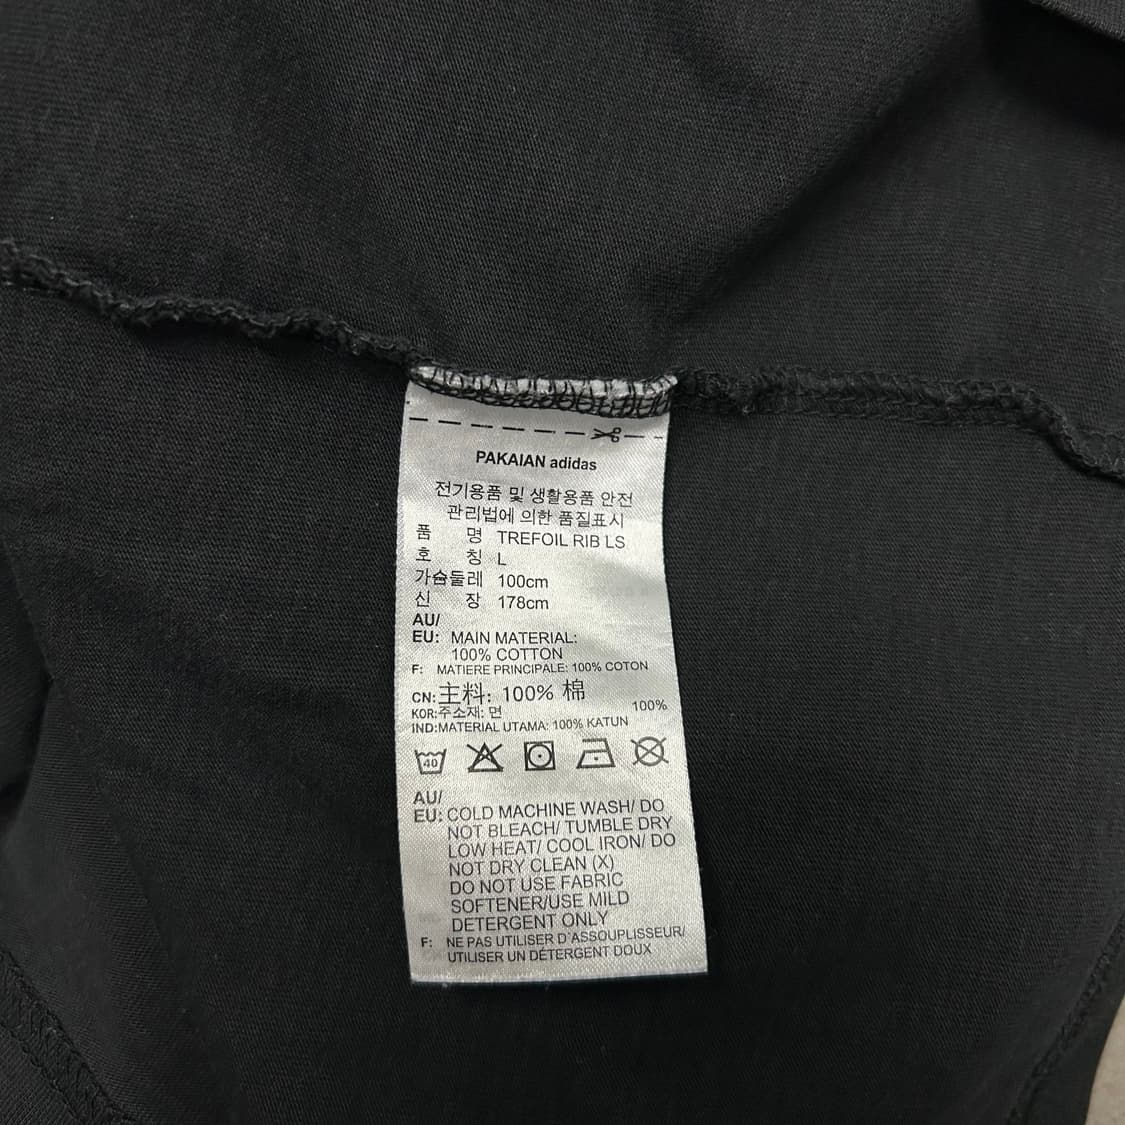 PAKAIAN adidas
전기용품 및 생활용품 안전
관리법에 의한 품질표시
품 명 TREFOIL RIB LS
호 칭 L
가슴둘레 100cm
신 장 178cm
AU/
EU: MAIN MATERIAL:
100% COTTON
F: MATIERE PRINCIPALE: 100% COTON
CN: 主料: 100% 棉
KOR:주소재: 면 100%
IND:MATERIAL UTAMA: 100% KATUN
40
AU/
EU: COLD MACHINE WASH/ DO
NOT BLEACH/ TUMBLE DRY
LOW HEAT/ COOL IRON/ DO
NOT DRY CLEAN (X)
DO NOT USE FABRIC
SOFTENER/USE MILD
DETERGENT ONLY
F: NE PAS UTILISER D'ASSOUPLISSEUR/
UTILISER UN DÉTERGENT DOUX